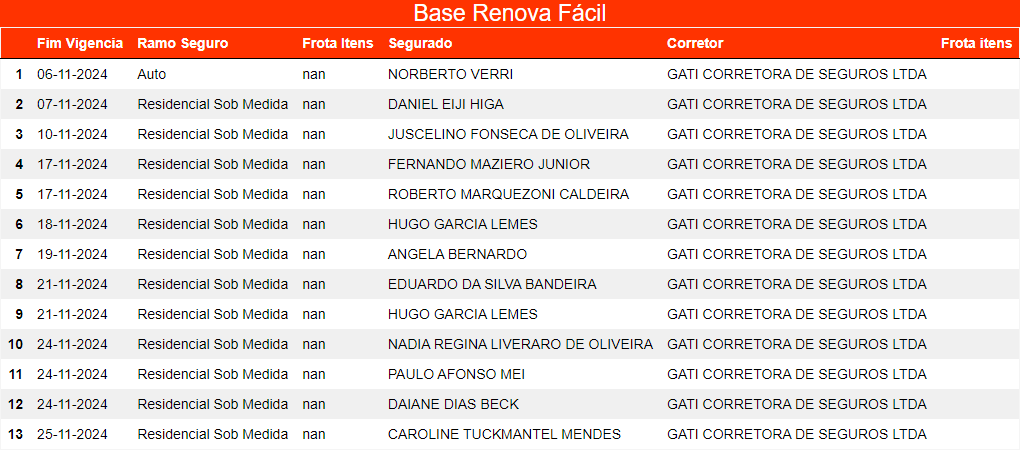 Base Renova Fácil
Fim Vigencia Ramo Seguro Frota Itens Segurado Corretor Frota itens
1 06-11-2024 Auto nan NORBERTO VERRI GATI CORRETORA DE SEGUROS LTDA
2 07-11-2024 Residencial Sob Medida nan DANIEL EIJI HIGA GATI CORRETORA DE SEGUROS LTDA
3 10-11-2024 Residencial Sob Medida nan JUSCELINO FONSECA DE OLIVEIRA GATI CORRETORA DE SEGUROS LTDA
4 17-11-2024 Residencial Sob Medida nan FERNANDO MAZIERO JUNIOR GATI CORRETORA DE SEGUROS LTDA
5 17-11-2024 Residencial Sob Medida nan ROBERTO MARQUEZONI CALDEIRA GATI CORRETORA DE SEGUROS LTDA
6 18-11-2024 Residencial Sob Medida nan HUGO GARCIA LEMES GATI CORRETORA DE SEGUROS LTDA
7 19-11-2024 Residencial Sob Medida nan ANGELA BERNARDO GATI CORRETORA DE SEGUROS LTDA
8 21-11-2024 Residencial Sob Medida nan EDUARDO DA SILVA BANDEIRA GATI CORRETORA DE SEGUROS LTDA
9 21-11-2024 Residencial Sob Medida nan HUGO GARCIA LEMES GATI CORRETORA DE SEGUROS LTDA
10 24-11-2024 Residencial Sob Medida nan NADIA REGINA LIVERARO DE OLIVEIRA GATI CORRETORA DE SEGUROS LTDA
11 24-11-2024 Residencial Sob Medida nan PAULO AFONSO MEI GATI CORRETORA DE SEGUROS LTDA
12 24-11-2024 Residencial Sob Medida nan DAIANE DIAS BECK GATI CORRETORA DE SEGUROS LTDA
13 25-11-2024 Residencial Sob Medida nan CAROLINE TUCKMANTEL MENDES GATI CORRETORA DE SEGUROS LTDA